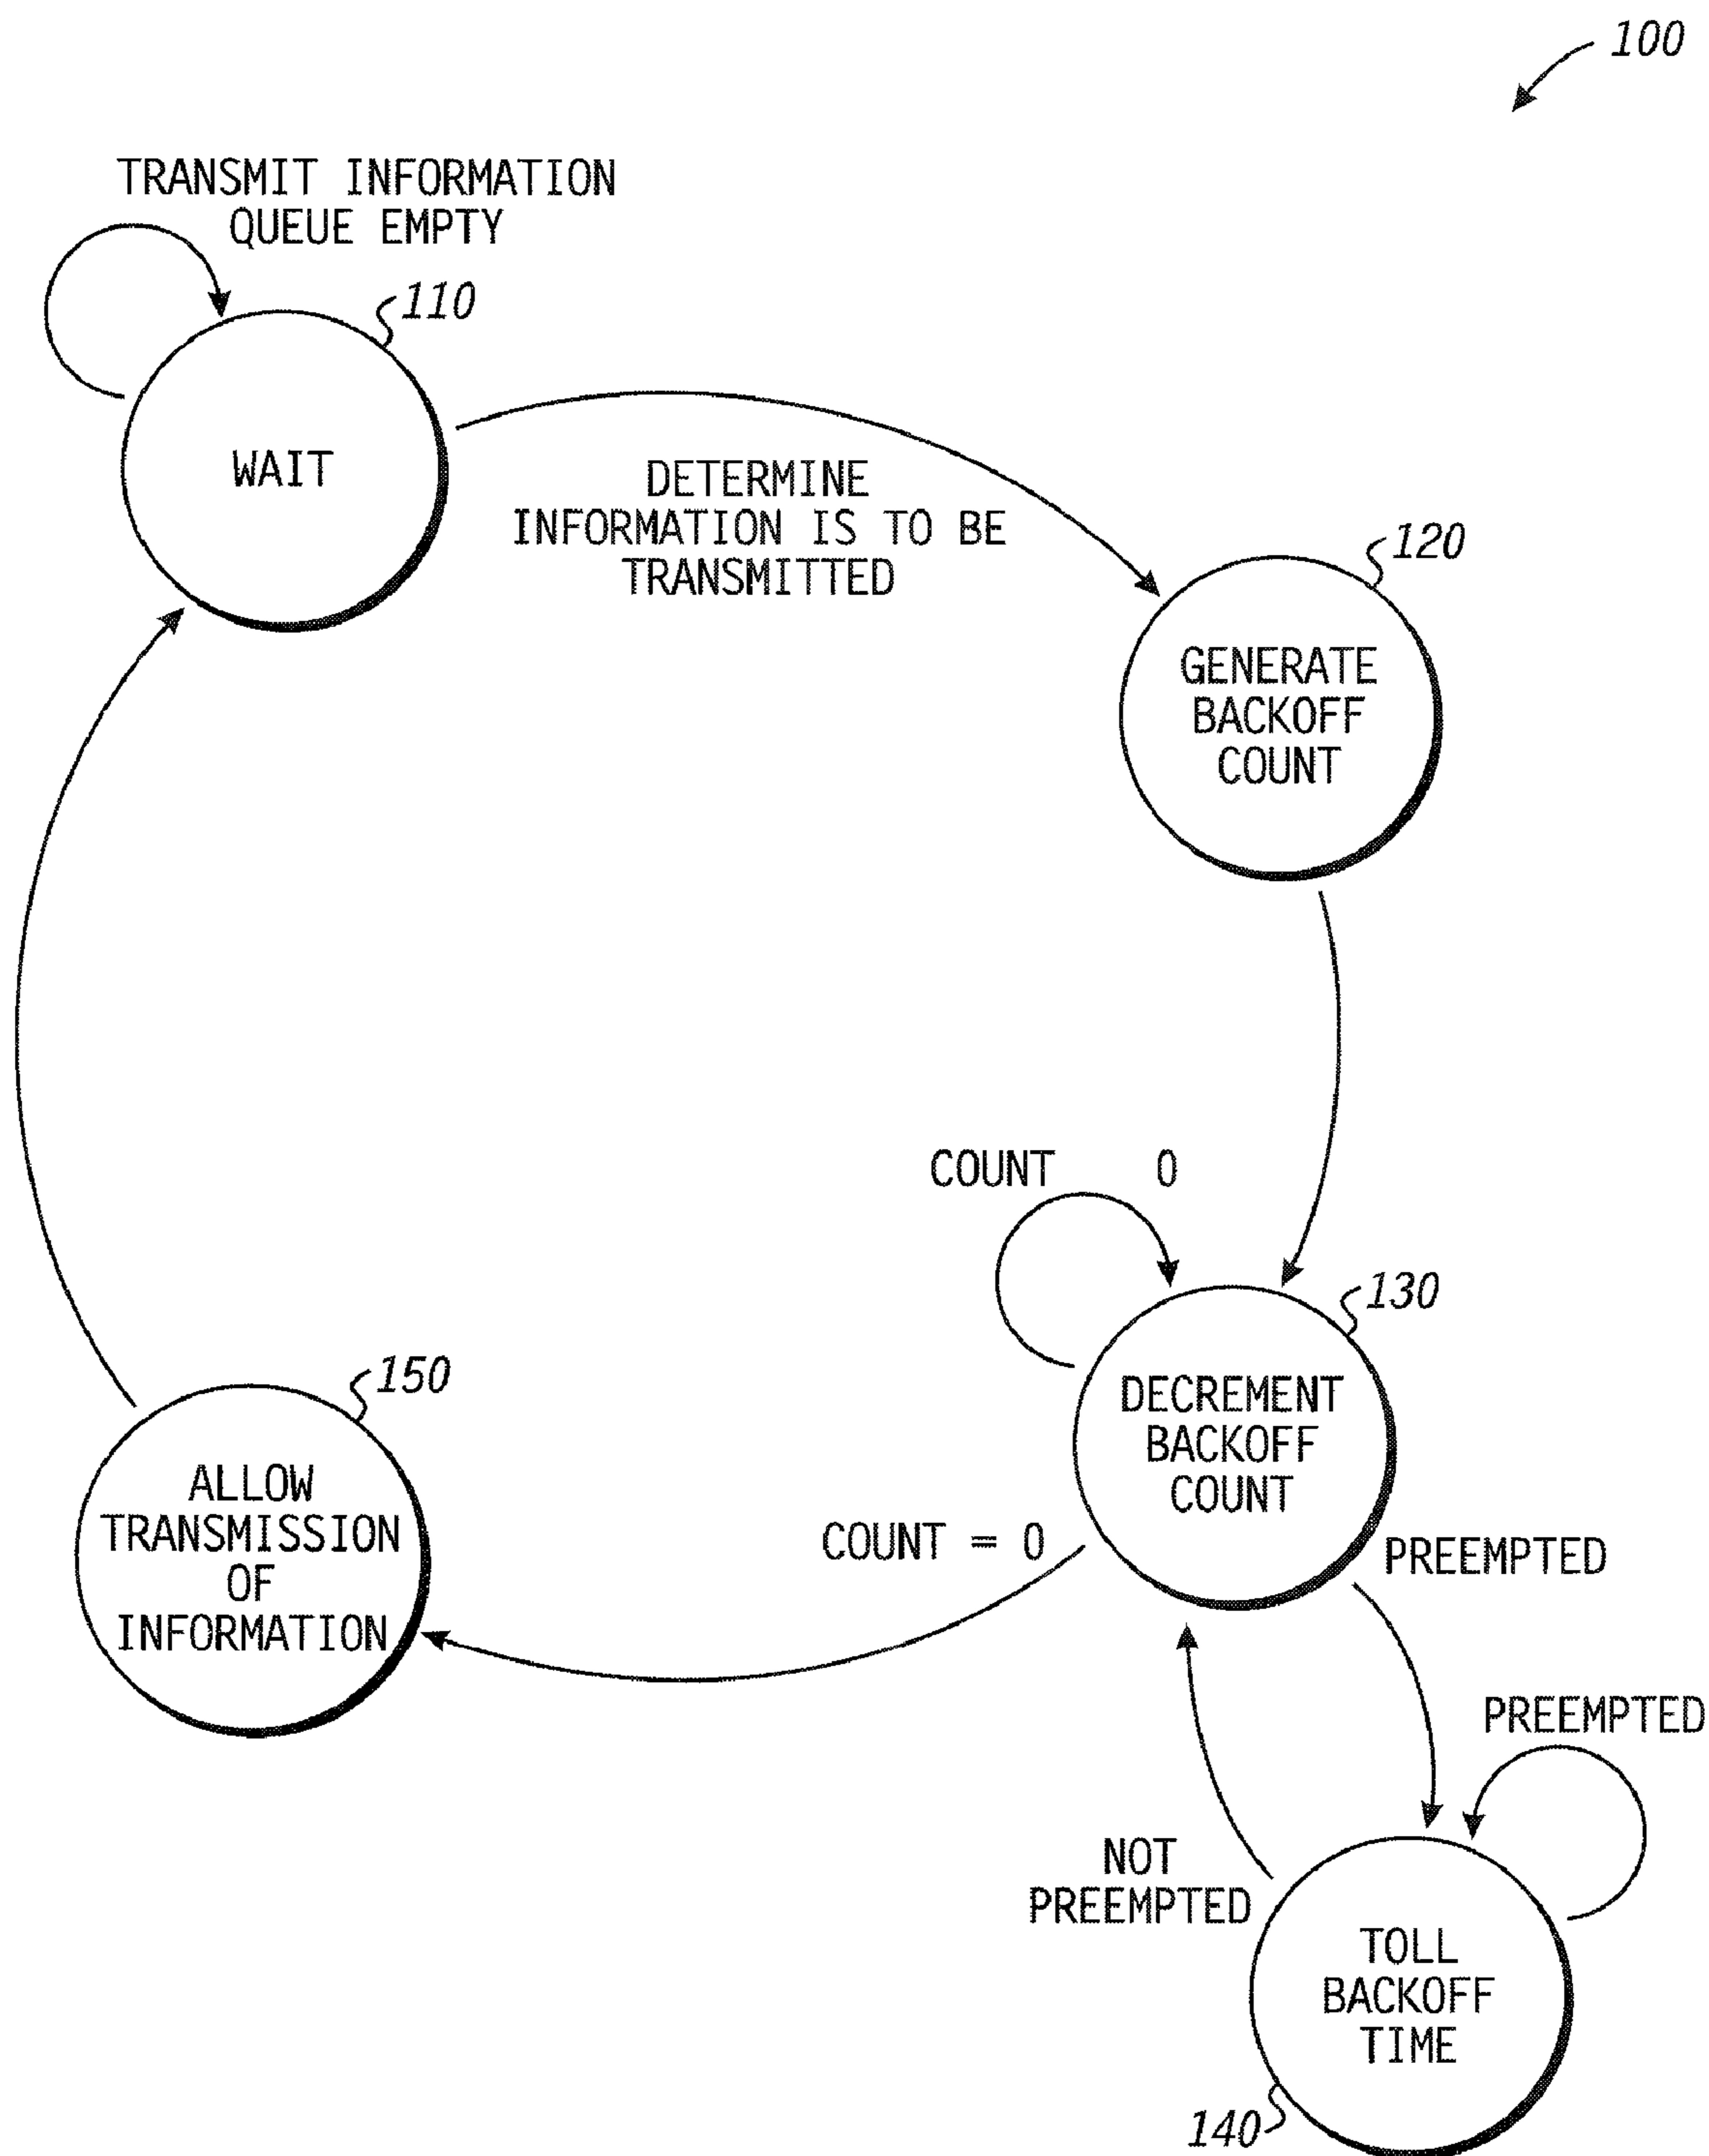 100
TRANSMIT INFORMATION
QUEUE EMPTY
110
WAIT
DETERMINE
INFORMATION IS TO BE
TRANSMITTED
120
GENERATE
BACKOFF
COUNT
COUNT 0
130
DECREMENT
BACKOFF
COUNT
150
ALLOW
TRANSMISSION
OF
INFORMATION
COUNT = 0
PREEMPTED
PREEMPTED
NOT
PREEMPTED
TOLL
BACKOFF
TIME
140